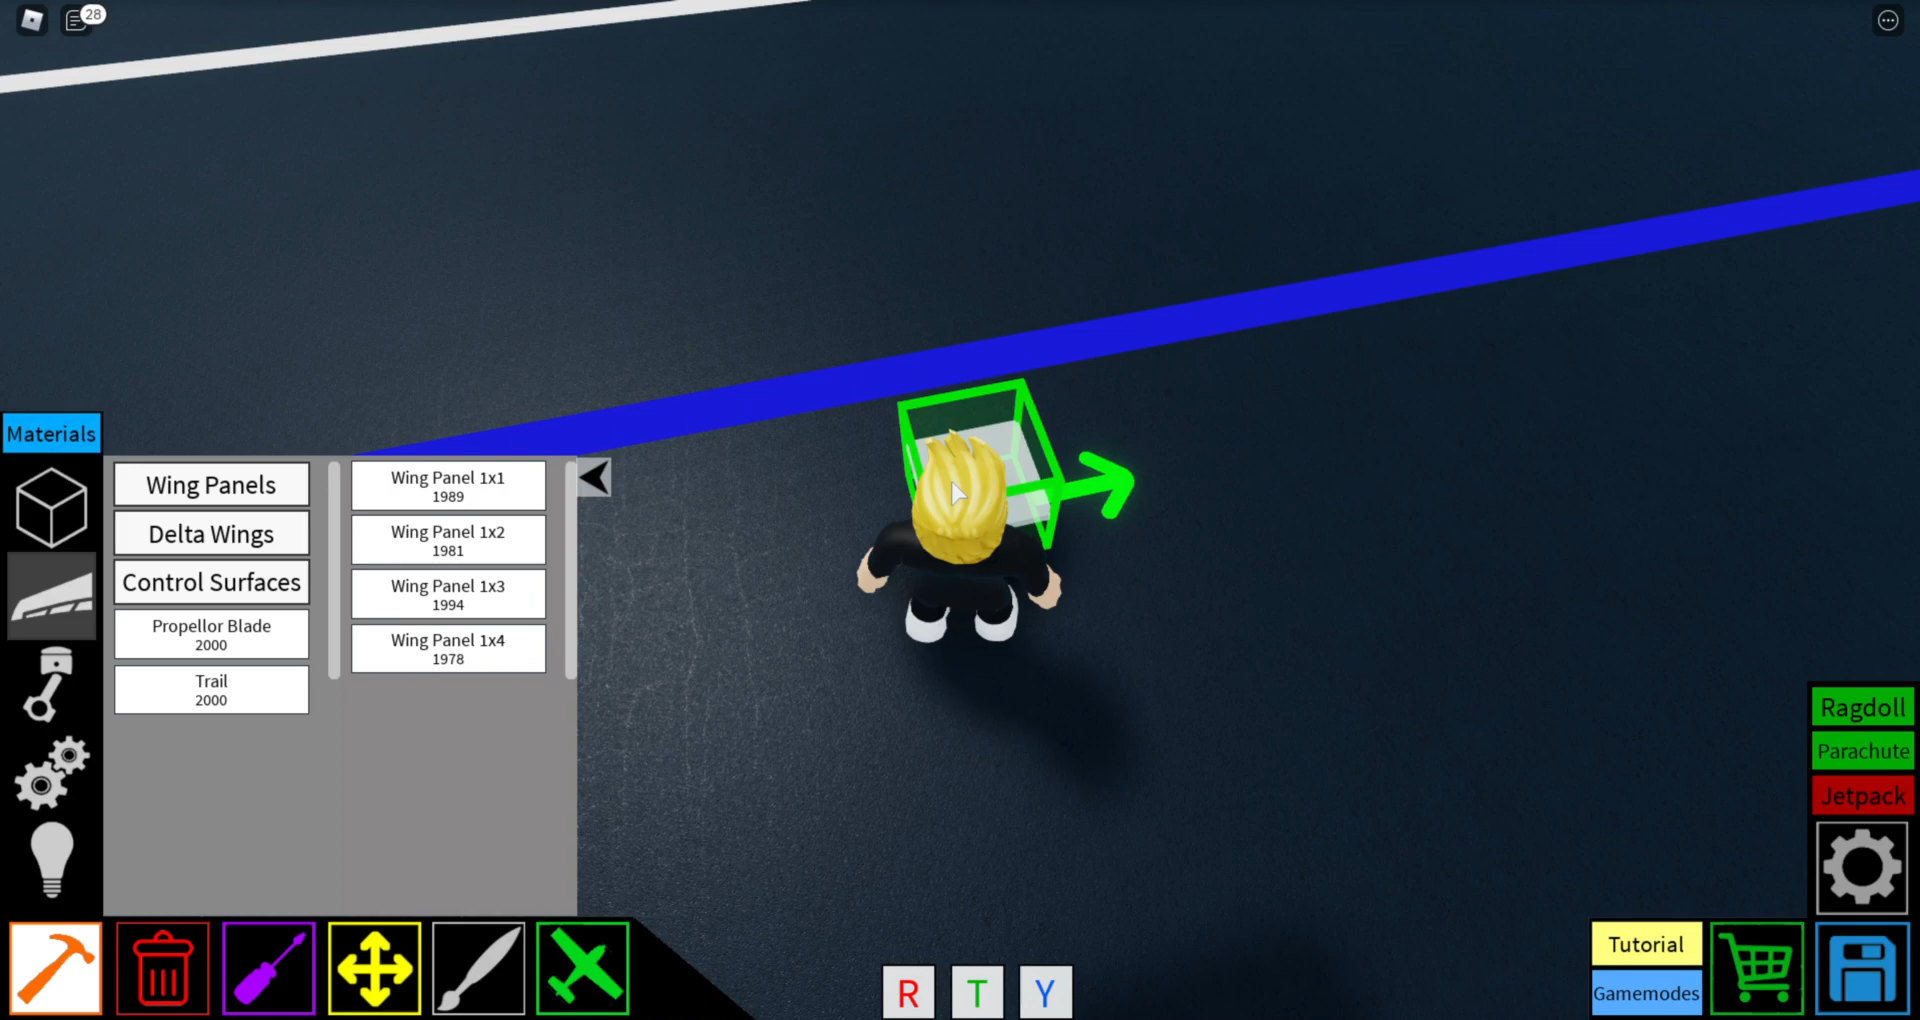 28
Materials
Wing Panels
Delta Wings
Control Surfaces
Propellor Blade
2000
Trail
2000
Wing Panel 1x1
1989
Wing Panel 1x2
1981
Wing Panel 1x3
1994
Wing Panel 1x4
1978
Ragdoll
Parachute
Jetpack
Tutorial
Gamemodes
R T Y